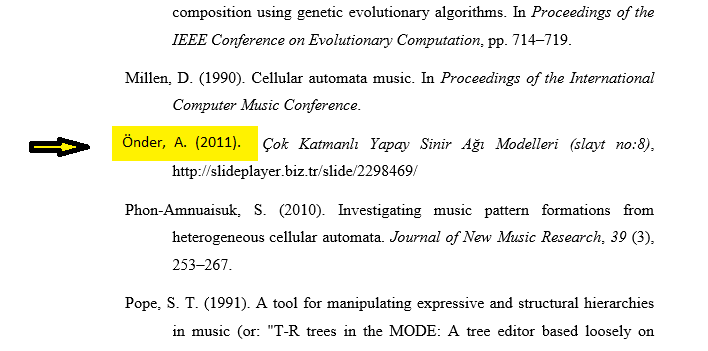 composition using genetic evolutionary algorithms. In Proceedings of the
IEEE Conference on Evolutionary Computation, pp. 714–719.
Millen, D. (1990). Cellular automata music. In Proceedings of the International
Computer Music Conference.
Önder, A. (2011). Çok Katmanlı Yapay Sinir Ağı Modelleri (slayt no:8),
http://slideplayer.biz.tr/slide/2298469/
Phon-Amnuaisuk, S. (2010). Investigating music pattern formations from
heterogeneous cellular automata. Journal of New Music Research, 39 (3),
253–267.
Pope, S. T. (1991). A tool for manipulating expressive and structural hierarchies
in music (or: "T-R trees in the MODE: A tree editor based loosely on